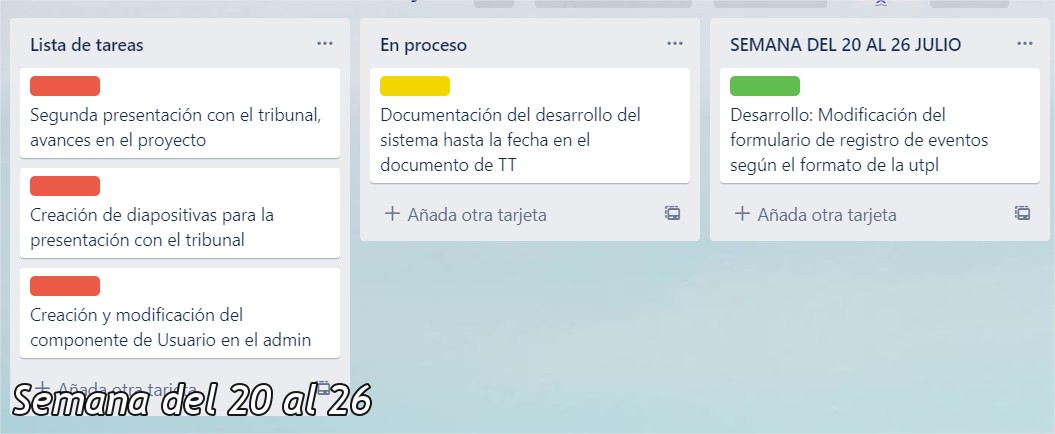 Lista de tareas
Segunda presentación con el tribunal,
avances en el proyecto
Creación de diapositivas para la
presentación con el tribunal
Creación y modificación del
componente de Usuario en el admin
Añada otra tarjeta
En proceso
Documentación del desarrollo del
sistema hasta la fecha en el
documento de TT
Añada otra tarjeta
SEMANA DEL 20 AL 26 JULIO
Desarrollo: Modificación del
formulario de registro de eventos
según el formato de la utpl
Añada otra tarjeta
Semana del 20 al 26